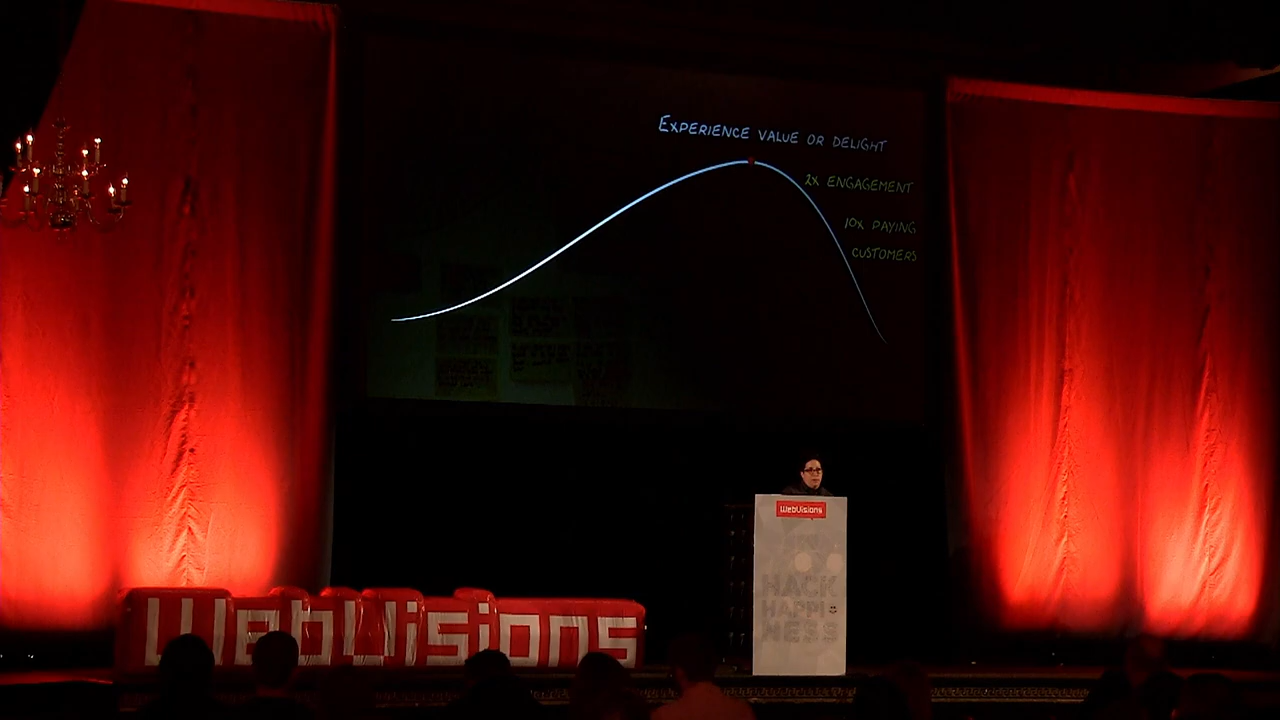 EXPERIENCE VALUE OR DELIGHT
2X ENGAGEMENT
10X PAYING
CUSTOMERS
WebVisions
HACK
HAPPI
NESS
WebVisions